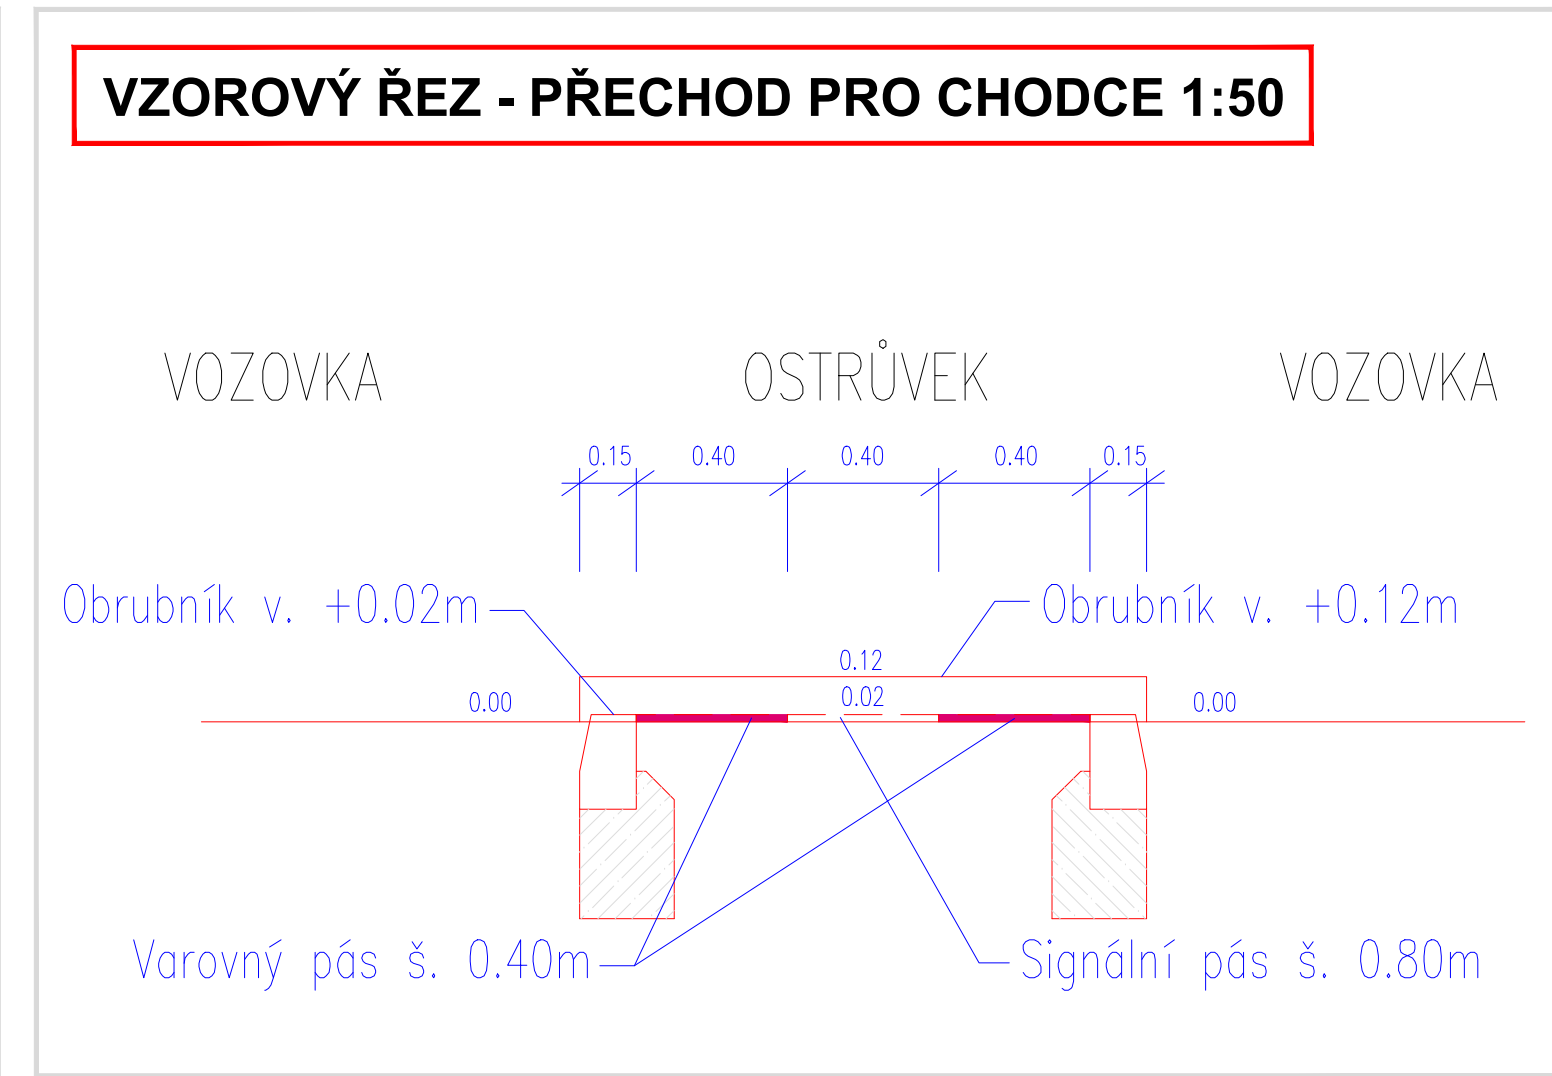 VZOROVÝ ŘEZ - PŘECHOD PRO CHODCE 1:50
VOZOVKA OSTRŮVEK VOZOVKA
0.15 0.40 0.40 0.40 0.15
Obrubník v. +0.02m Obrubník v. +0.12m
0.12
0.00 0.02 0.00
Varovný pás š. 0.40m Signální pás š. 0.80m